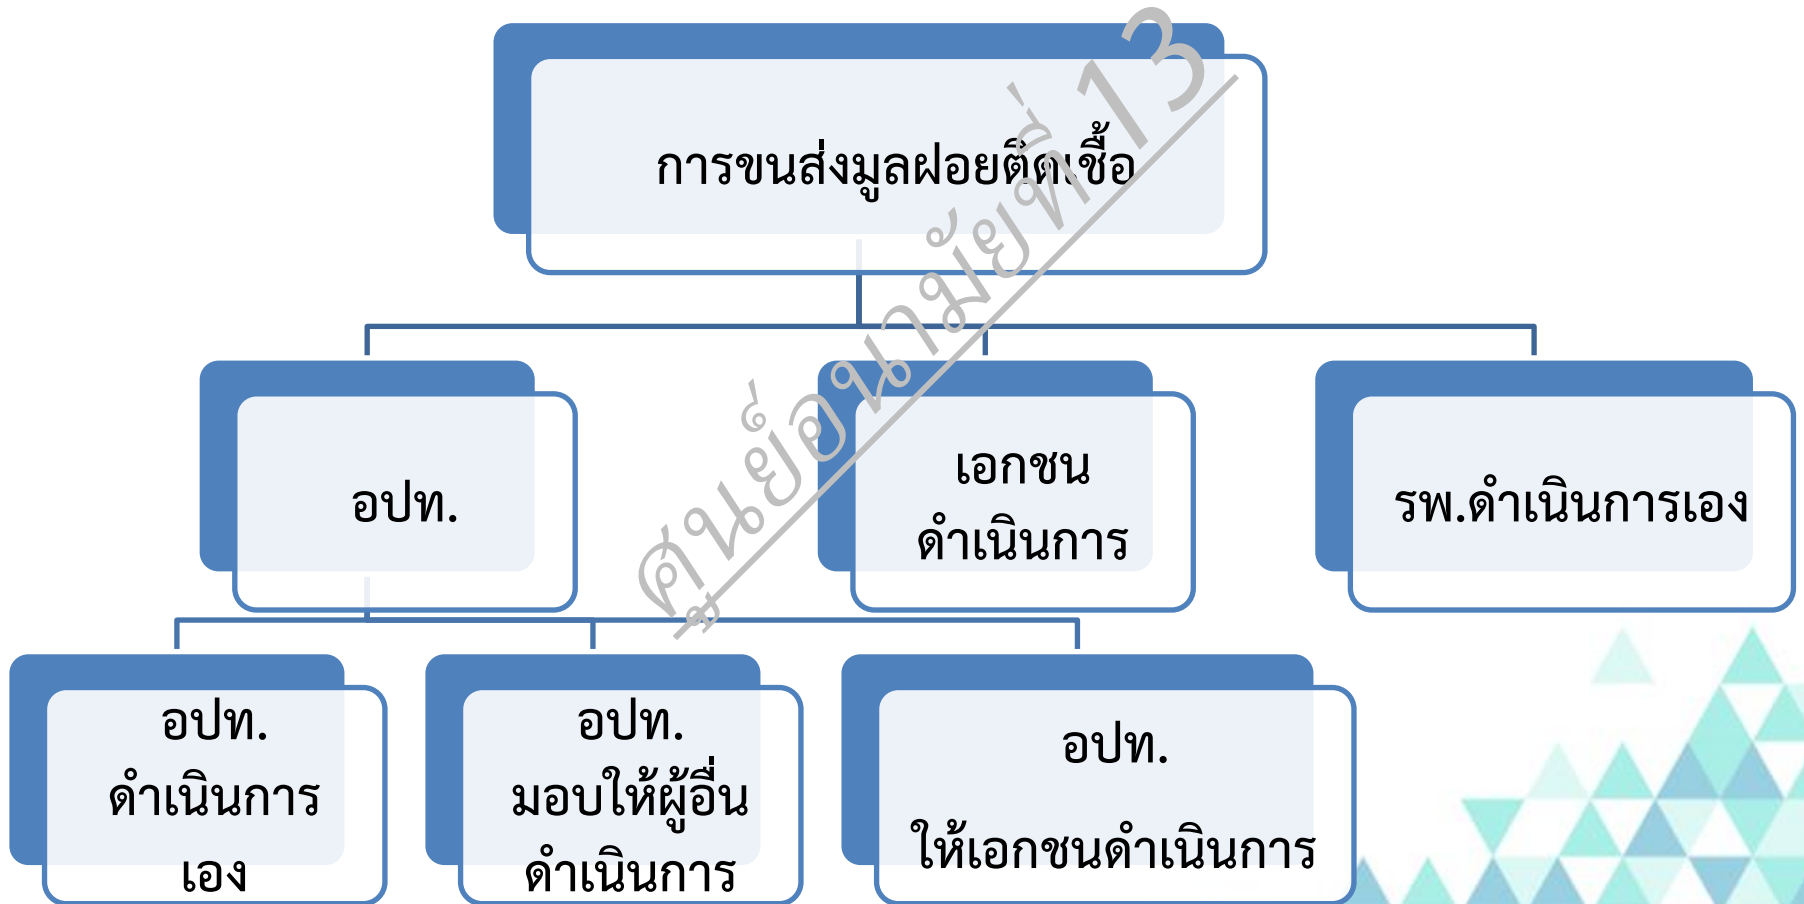 การขนส่งมูลฝอยติดเชื้อ
อปท.
เอกชน
ดำเนินการ
รพ.ดำเนินการเอง
อปท.
ดำเนินการ
เอง
อปท.
มอบให้ผู้อื่น
ดำเนินการ
อปท.
ให้เอกชนดำเนินการ
ศูนย์อนามัยที่ 13